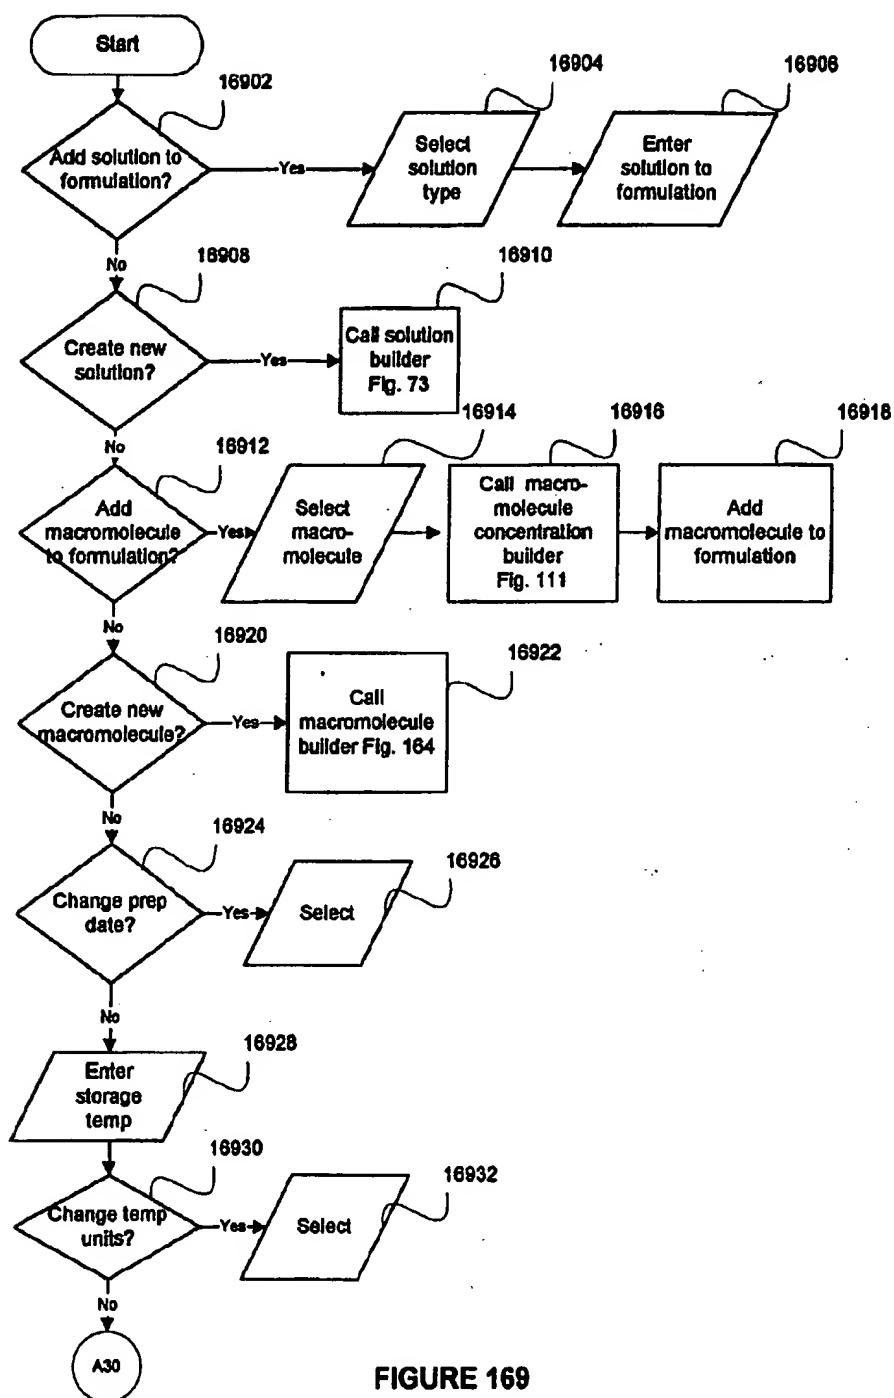 Start
16902
16904
16906
Add solution to
formulation?
Yes
Select
solution
type
Enter
solution to
formulation
No
16908
16910
Create new
solution?
Yes
Call solution
builder
Fig. 73
No
16912
16914
16916
16918
Add
macromolecule
to formulation?
Yes
Select
macro-
molecule
Call macro-
molecule
concentration
builder
Fig. 111
Add
macromolecule to
formulation
No
16920
16922
Create new
macromolecule?
Yes
Call
macromolecule
builder Fig. 164
No
16924
16926
Change prep
date?
Yes
Select
No
16928
Enter
storage
temp
16930
16932
Change temp
units?
Yes
Select
No
A30
FIGURE 169